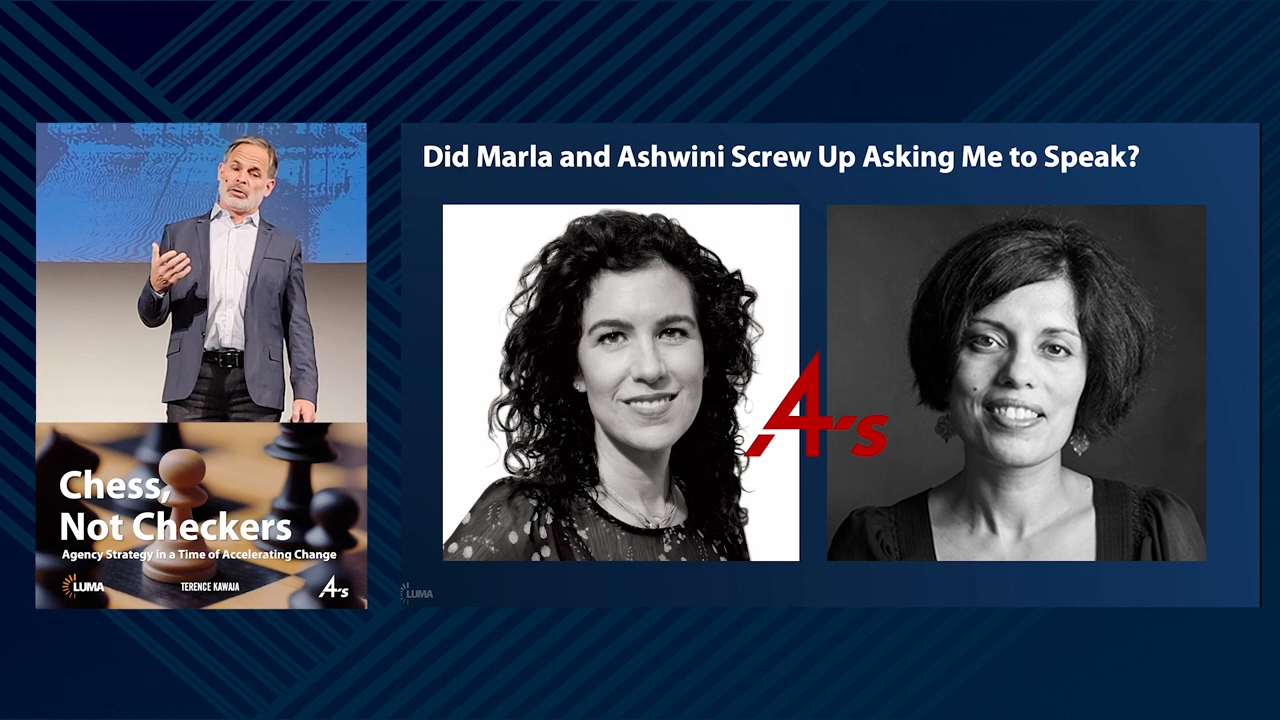 Did Marla and Ashwini Screw Up Asking Me to Speak?
A's
Chess,
Not Checkers
Agency Strategy in a Time of Accelerating Change
LUMA
TERENCE KAWAJA
A's
LUMA